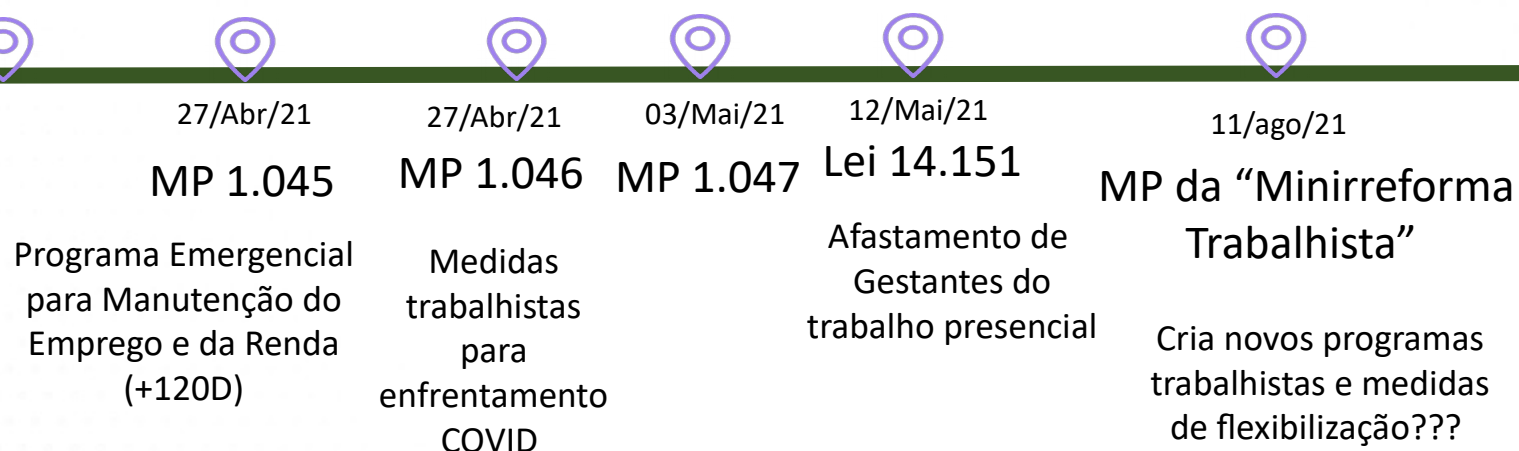 27/Abr/21
MP 1.045
Programa Emergencial
para Manutenção do
Emprego e da Renda
(+120D)
27/Abr/21
MP 1.046
Medidas
trabalhistas
para
enfrentamento
COVID
03/Mai/21
MP 1.047
12/Mai/21
Lei 14.151
Afastamento de
Gestantes do
trabalho presencial
11/ago/21
MP da “Minirreforma
Trabalhista”
Cria novos programas
trabalhistas e medidas
de flexibilização???